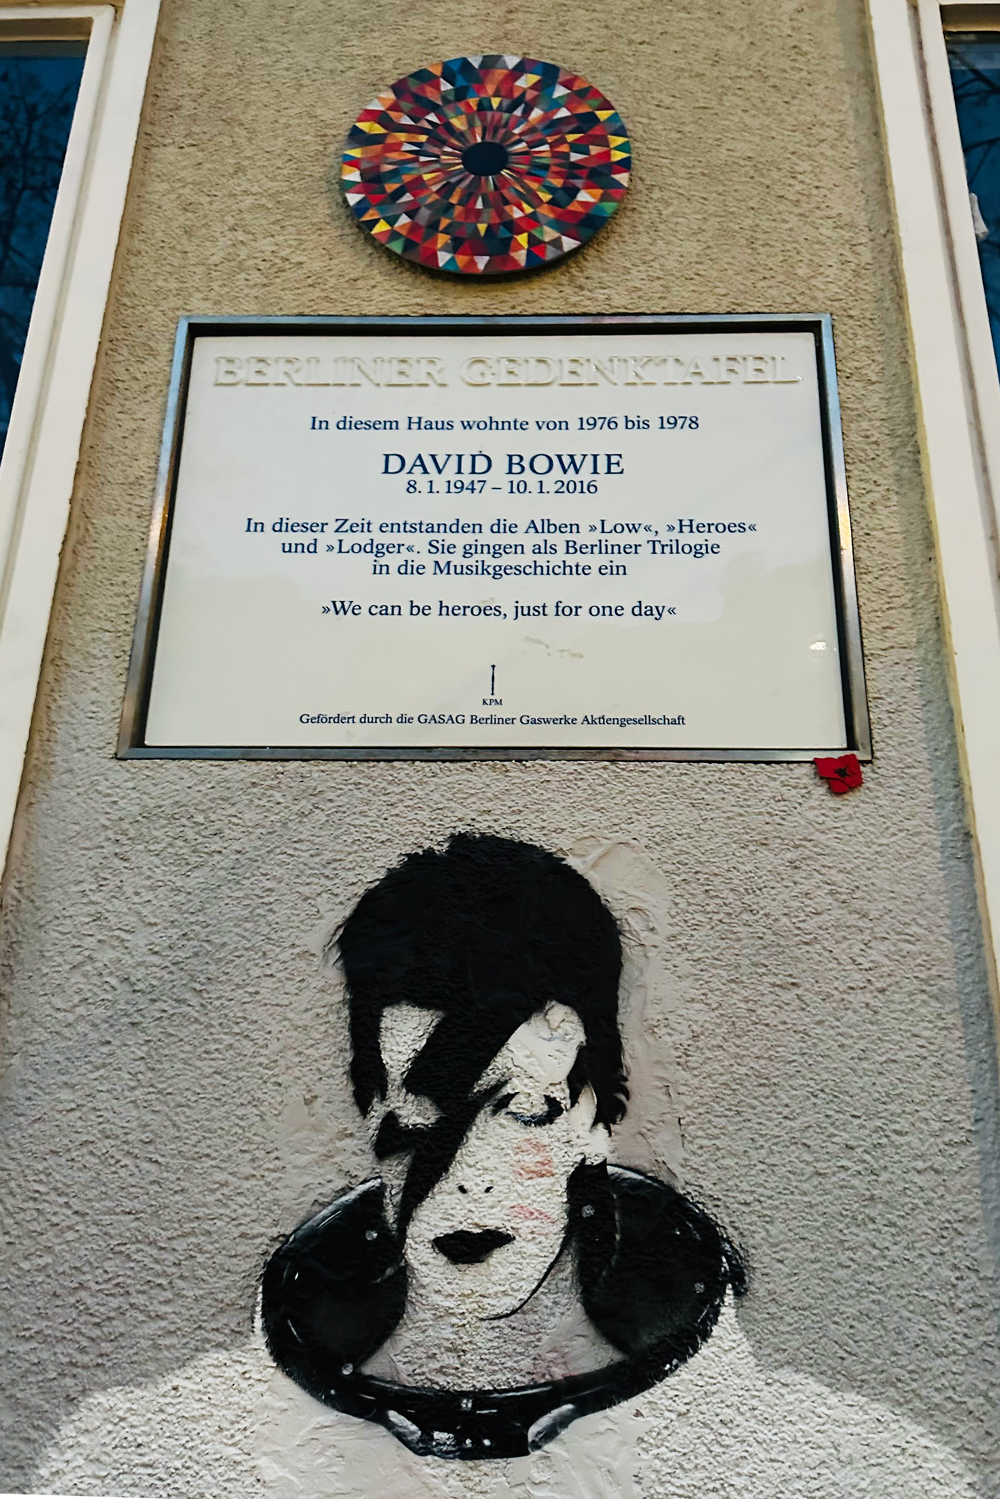 BERLINER GEDENKTAFEL
In diesem Haus wohnte von 1976 bis 1978
DAVID BOWIE
8. 1. 1947 – 10. 1. 2016
In dieser Zeit entstanden die Alben »Low«, »Heroes«
und »Lodger«. Sie gingen als Berliner Trilogie
in die Musikgeschichte ein
»We can be heroes, just for one day«
KPM
Gefördert durch die GASAG Berliner Gaswerke Aktiengesellschaft